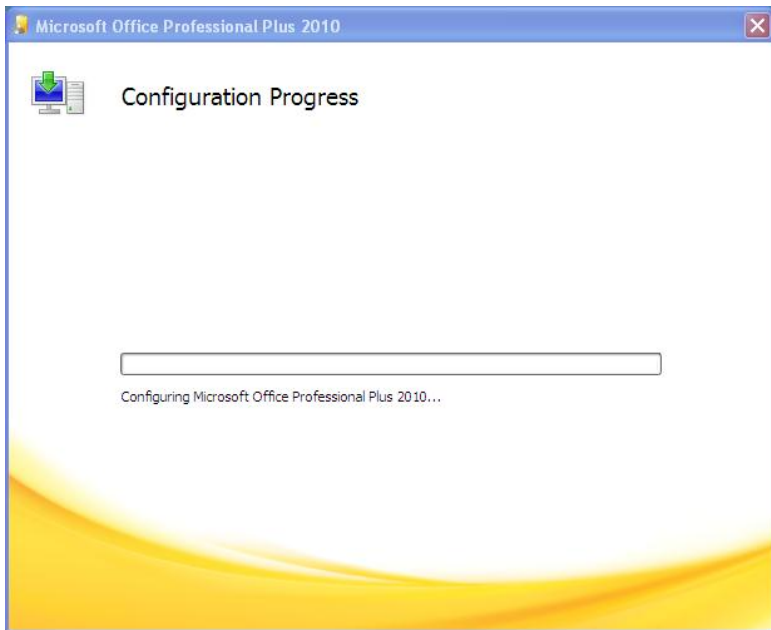 Microsoft Office Professional Plus 2010
Configuration Progress
Configuring Microsoft Office Professional Plus 2010...